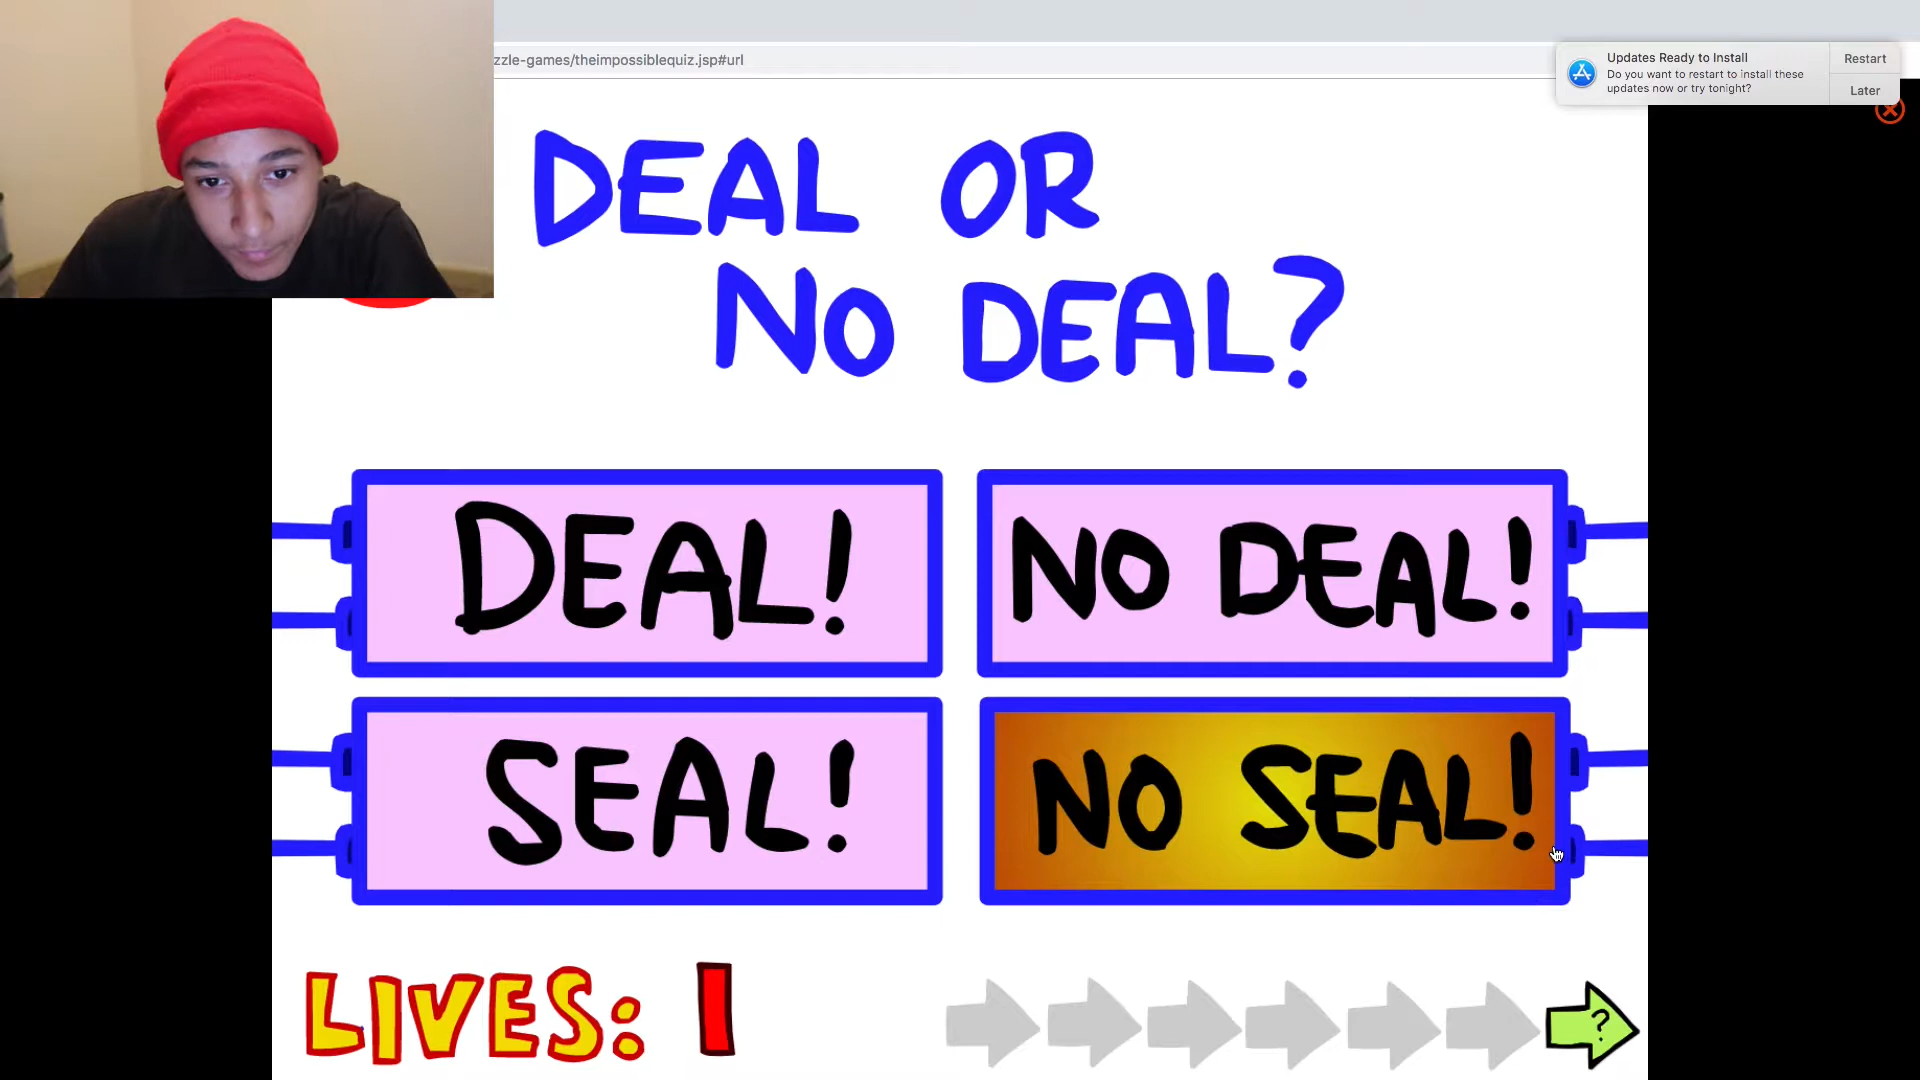 zzle-games/theimpossiblequiz.jsp#url
Updates Ready to Install
Do you want to restart to install these
updates now or try tonight?
Restart
Later
DEAL OR
NO DEAL?
DEAL!
NO DEAL!
SEAL!
NO SEAL!
LIVES: 1
?